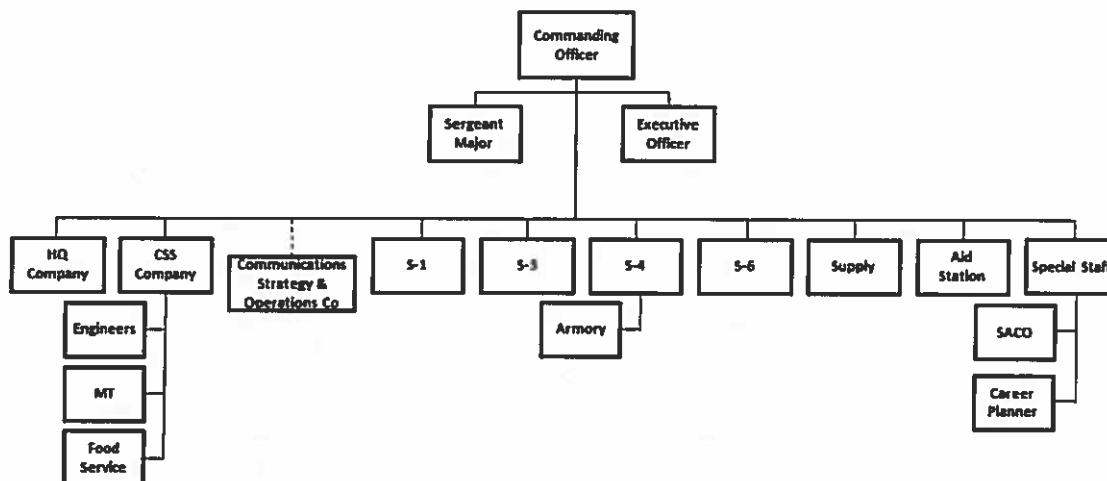 Commanding
Officer
Sergeant
Major
Executive
Officer
HQ
Company
CSS
Company
Communications
Strategy &
Operations Co
S-1
S-3
S-4
S-6
Supply
Aid
Station
Special Staff
Engineers
Armory
SACO
MT
Career
Planner
Food
Service